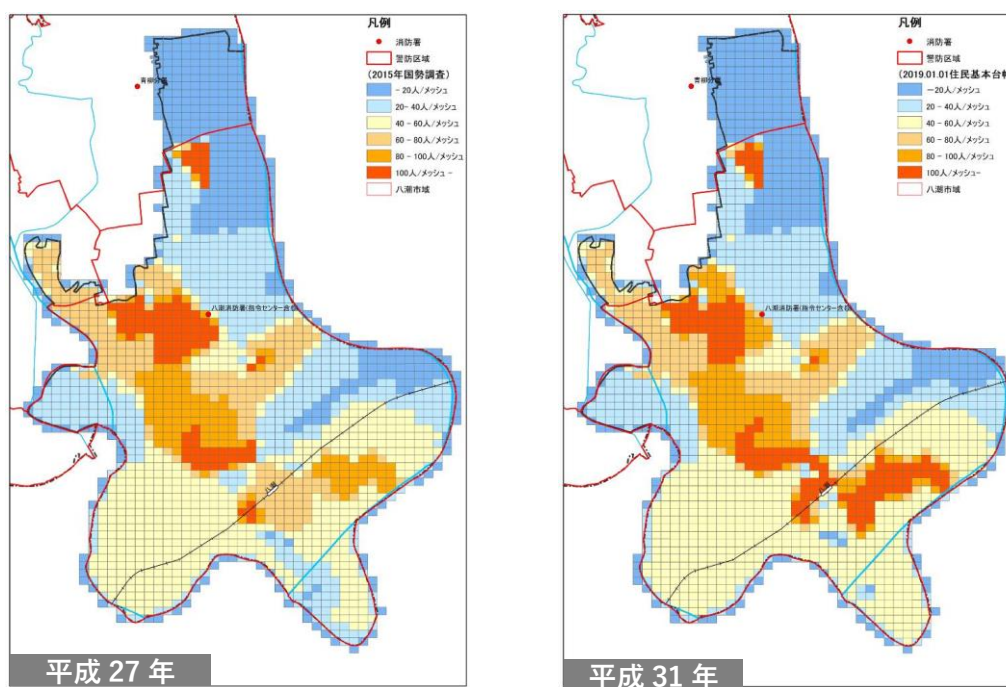 凡例
消防署
警防区域
(2015年国勢調査)
- 20人/メッシュ
20- 40人/メッシュ
40 - 60人/メッシュ
60 - 80人/メッシュ
80 - 100人/メッシュ
100人/メッシュ -
八潮市域
八潮消防署(指令センター含む)
八潮
平成 27 年
凡例
消防署
警防区域
(2019.01.01住民基本台帳
-20人/メッシュ
20 - 40人/メッシュ
40 - 60人/メッシュ
60 - 80人/メッシュ
80 - 100人/メッシュ
100人/メッシュ-
八潮市域
八潮消防署(指令センター含む)
八潮
平成 31 年